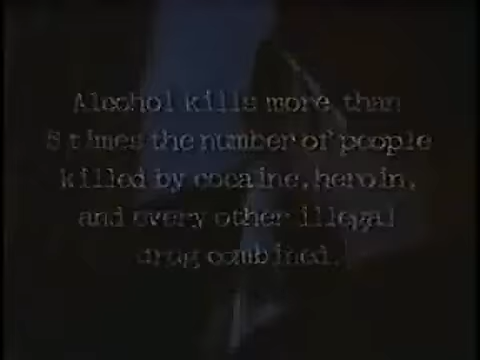 Alcohol kills more than
5 times the number of people
killed by cocaine, heroin,
and every other illegal
drug combined.